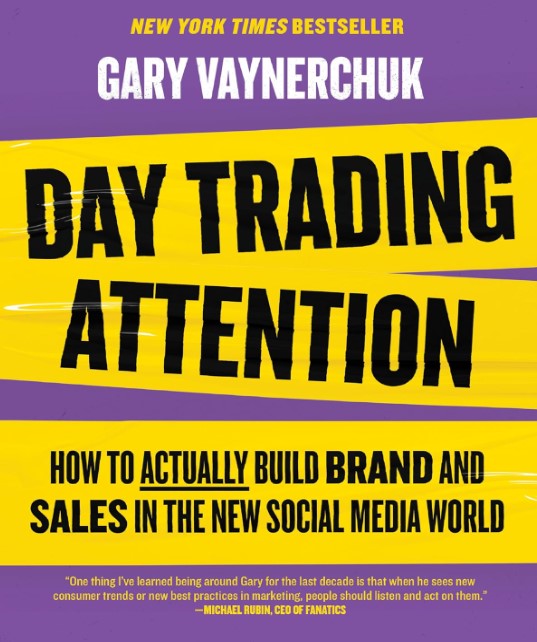 NEW YORK TIMES BESTSELLER
GARY VAYNERCHUK
DAY TRADING
ATTENTION
HOW TO ACTUALLY BUILD BRAND AND
SALES IN THE NEW SOCIAL MEDIA WORLD
“One thing I’ve learned being around Gary for the last decade is that when he sees new
consumer trends or new best practices in marketing, people should listen and act on them.”
—MICHAEL RUBIN, CEO OF FANATICS